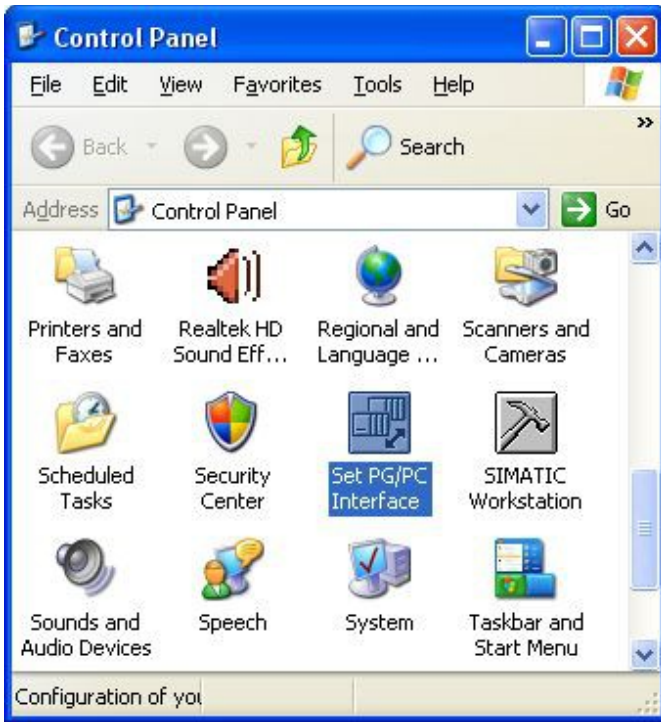 Control Panel
File Edit View Favorites Tools Help
Back Search »
Address Control Panel Go
Printers and Faxes
Realtek HD Sound Eff...
Regional and Language ...
Scanners and Cameras
Scheduled Tasks
Security Center
Set PG/PC Interface
SIMATIC Workstation
Sounds and Audio Devices
Speech
System
Taskbar and Start Menu
Configuration of you